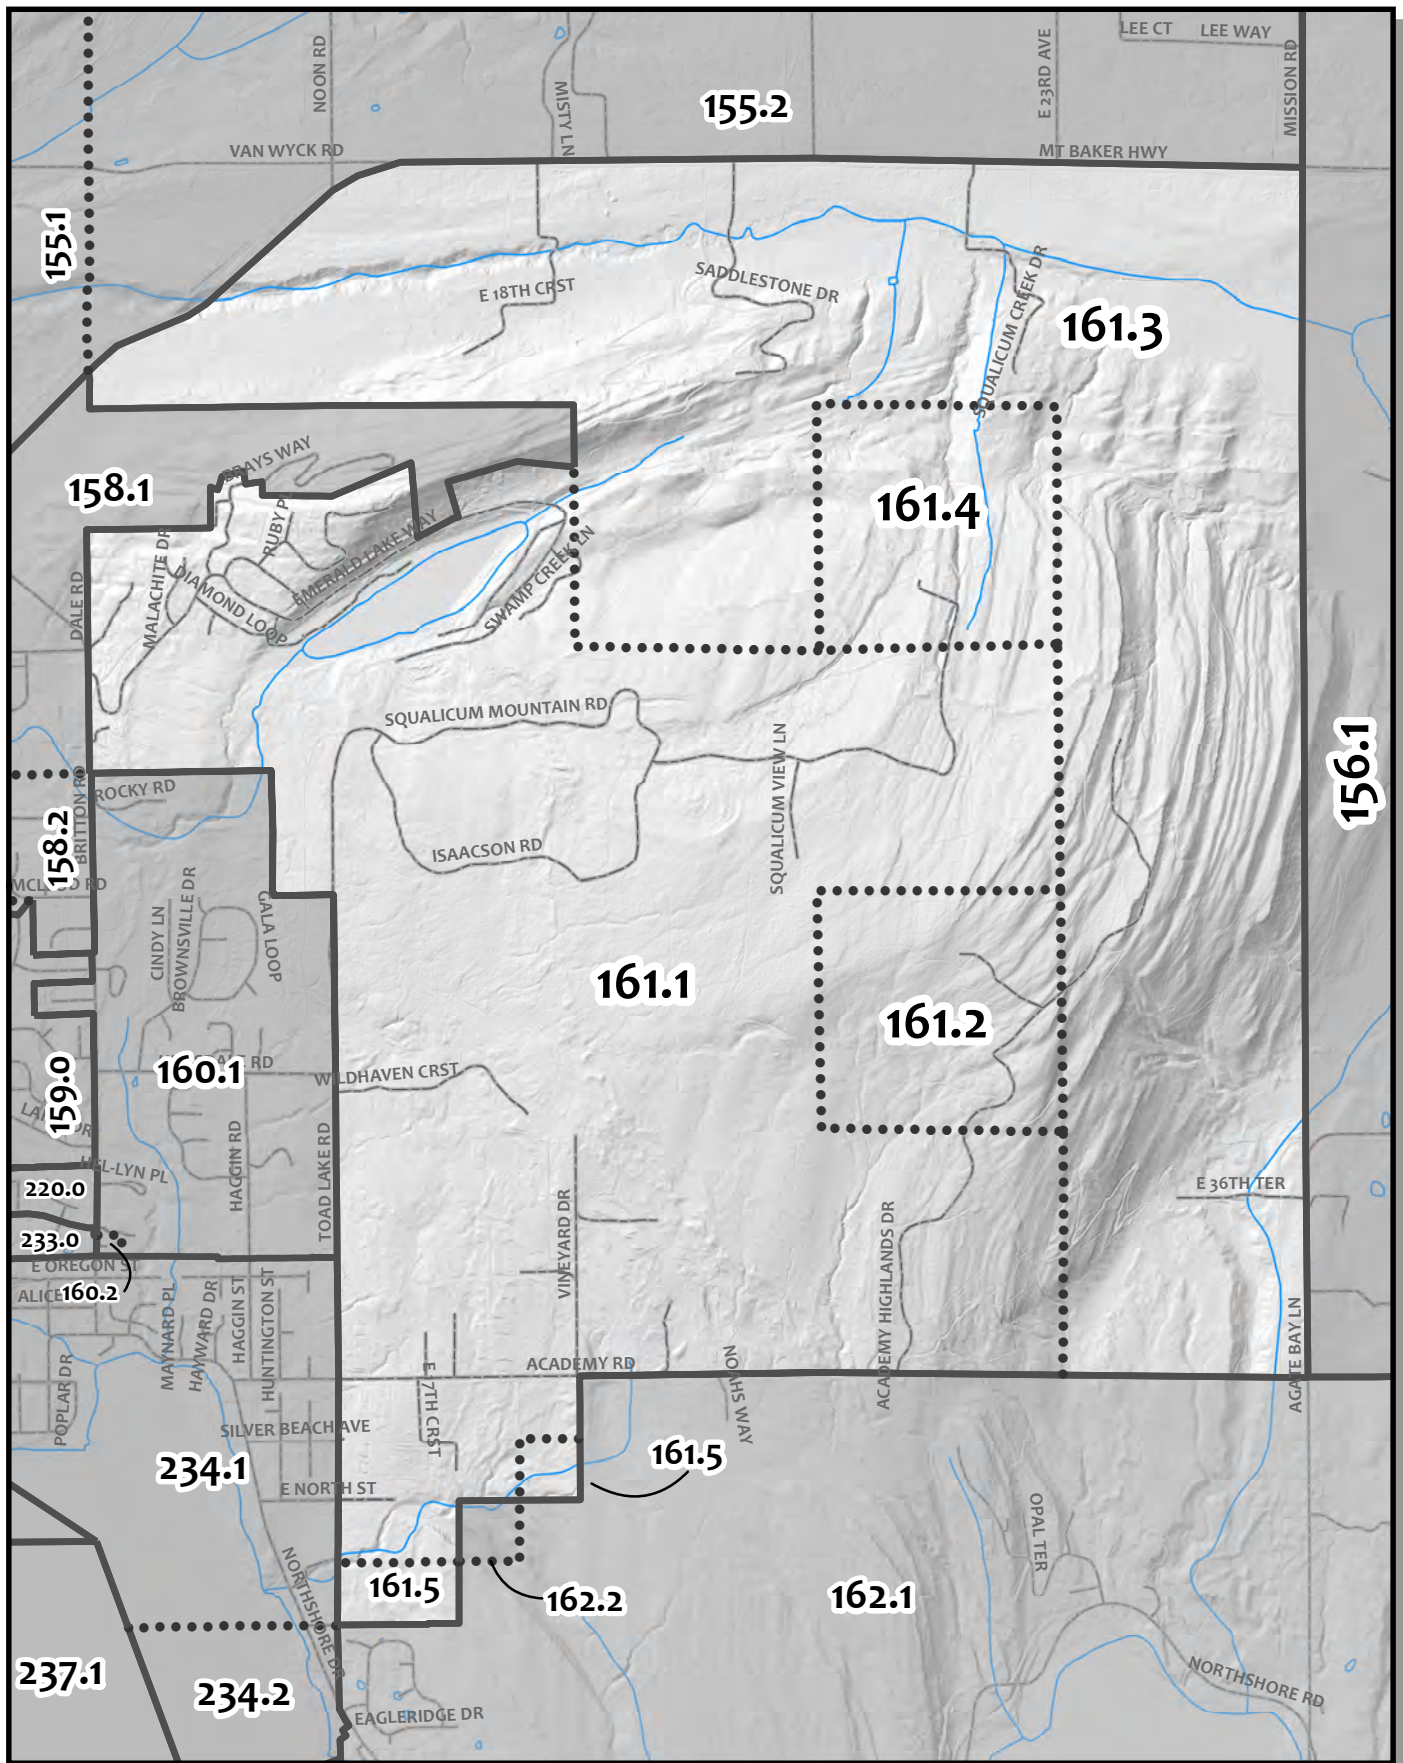 LEE CT
LEE WAY
NOON RD
MISTY LN
E 23RD AVE
MISSION RD
155.2
VAN WYCK RD
MT BAKER HWY
155.1
E 18TH CRST
SADDLESTONE DR
SQUALICUM CREEK DR
161.3
BRAYS WAY
158.1
RUBY PL
161.4
EMERALD LAKE WAY
MALACHITE DR
DIAMOND LOOP
SWAMP CREEK LN
DALE RD
SQUALICUM MOUNTAIN RD
SQUALICUM VIEW LN
156.1
ROCKY RD
BRITTON RD
158.2
ISAACSON RD
CINDY LN
BROWNSVILLE DR
GALA LOOP
161.1
161.2
160.1
RD
WILDHAVEN CRST
159.0
HAGGIN RD
TOAD LAKE RD
HEL-LYN PL
220.0
E 36TH TER
VINEYARD DR
ACADEMY HIGHLANDS DR
233.0
E OREGON ST
160.2
ALICE
MAYNARD PL
HAYWARD DR
HAGGIN ST
HUNTINGTON ST
AGATE BAY LN
POPLAR DR
ACADEMY RD
E 7TH CRST
NOAHS WAY
SILVER BEACH AVE
161.5
234.1
E NORTH ST
OPAL TER
NORTHSHORE DR
161.5
162.2
162.1
237.1
234.2
NORTHSHORE RD
EAGLERIDGE DR